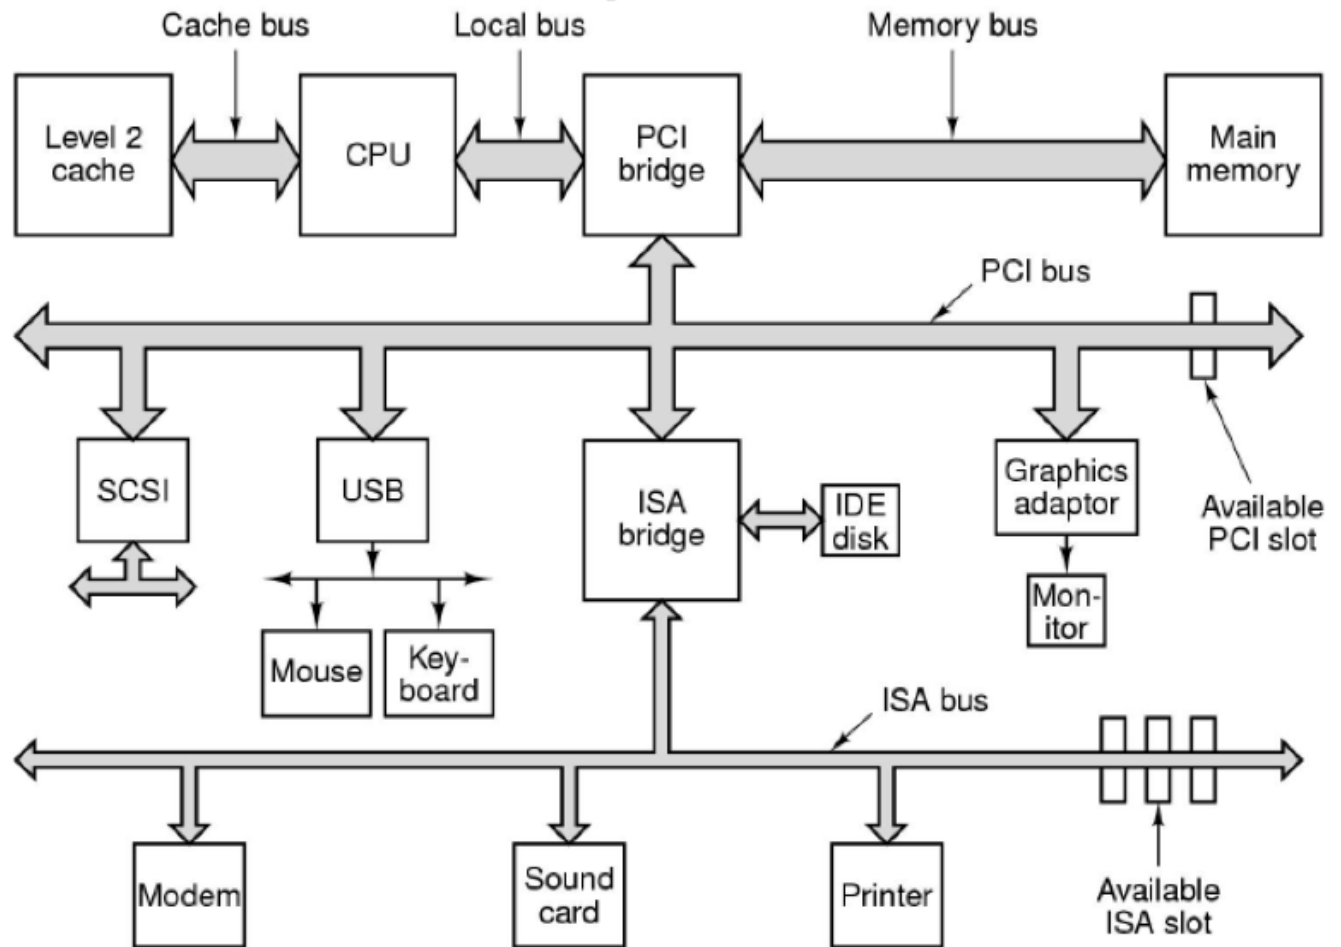 Cache bus
Local bus
Memory bus
Level 2
cache
CPU
PCI
bridge
Main
memory
PCI bus
SCSI
USB
ISA
bridge
IDE
disk
Graphics
adaptor
Available
PCI slot
Mon-
itor
Mouse
Key-
board
ISA bus
Modem
Sound
card
Printer
Available
ISA slot